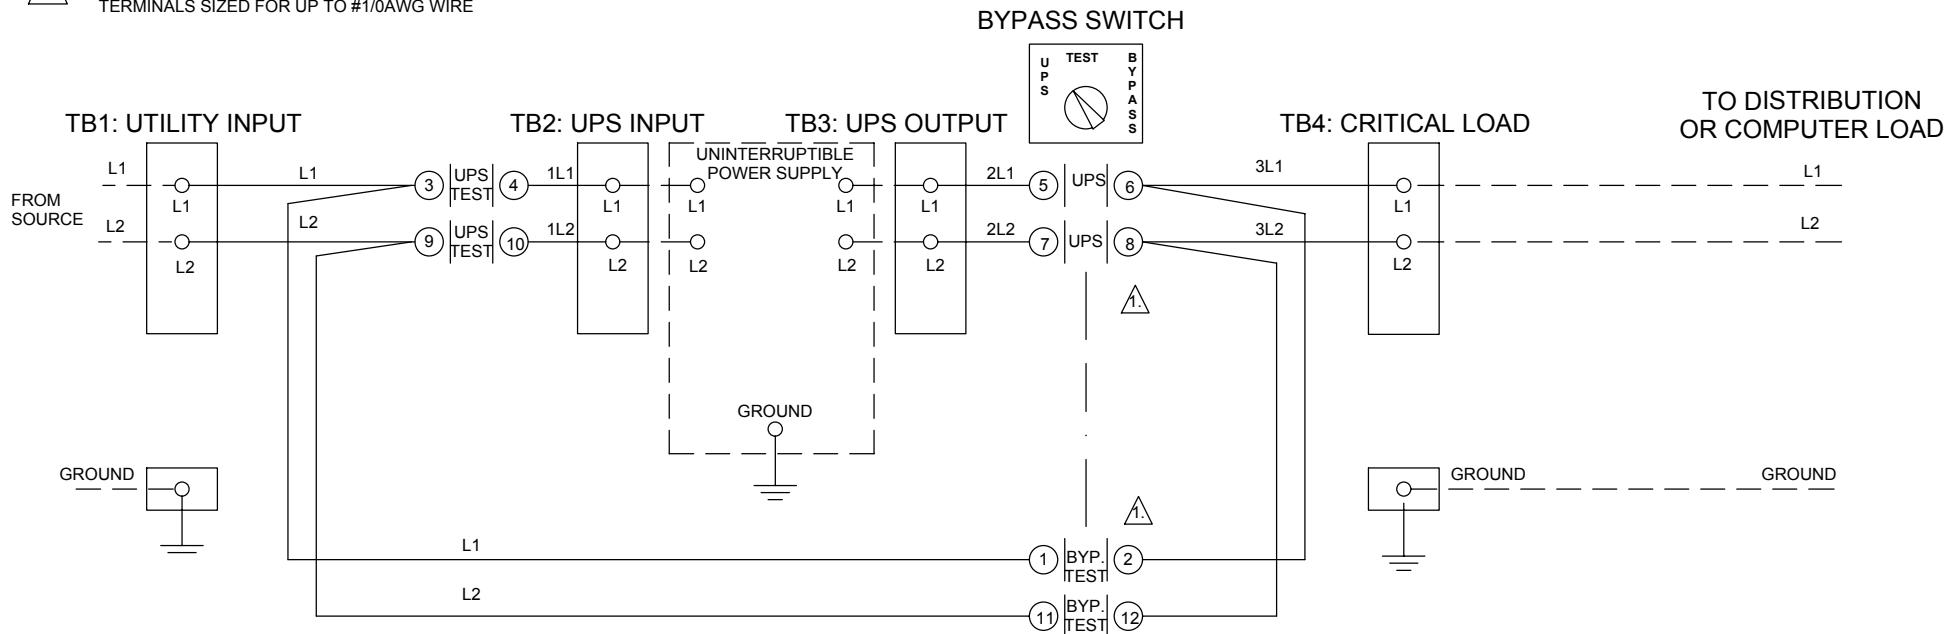 TERMINALS SIZED FOR UP TO #1/0AWG WIRE
BYPASS SWITCH
UPS
TEST
BYPASS
TB1: UTILITY INPUT
TB2: UPS INPUT
TB3: UPS OUTPUT
TB4: CRITICAL LOAD
TO DISTRIBUTION
OR COMPUTER LOAD
FROM
SOURCE
L1
L1
L1
3
UPS
TEST
4
1L1
L1
UNINTERRUPTIBLE
POWER SUPPLY
L1
L1
L1
2L1
5
UPS
6
3L1
L1
L1
L2
L2
L2
9
UPS
TEST
10
1L2
L2
L2
L2
L2
2L2
7
UPS
8
3L2
L2
L2
1.
GROUND
GROUND
GROUND
GROUND
1.
L1
1
BYP.
TEST
2
L2
11
BYP.
TEST
12